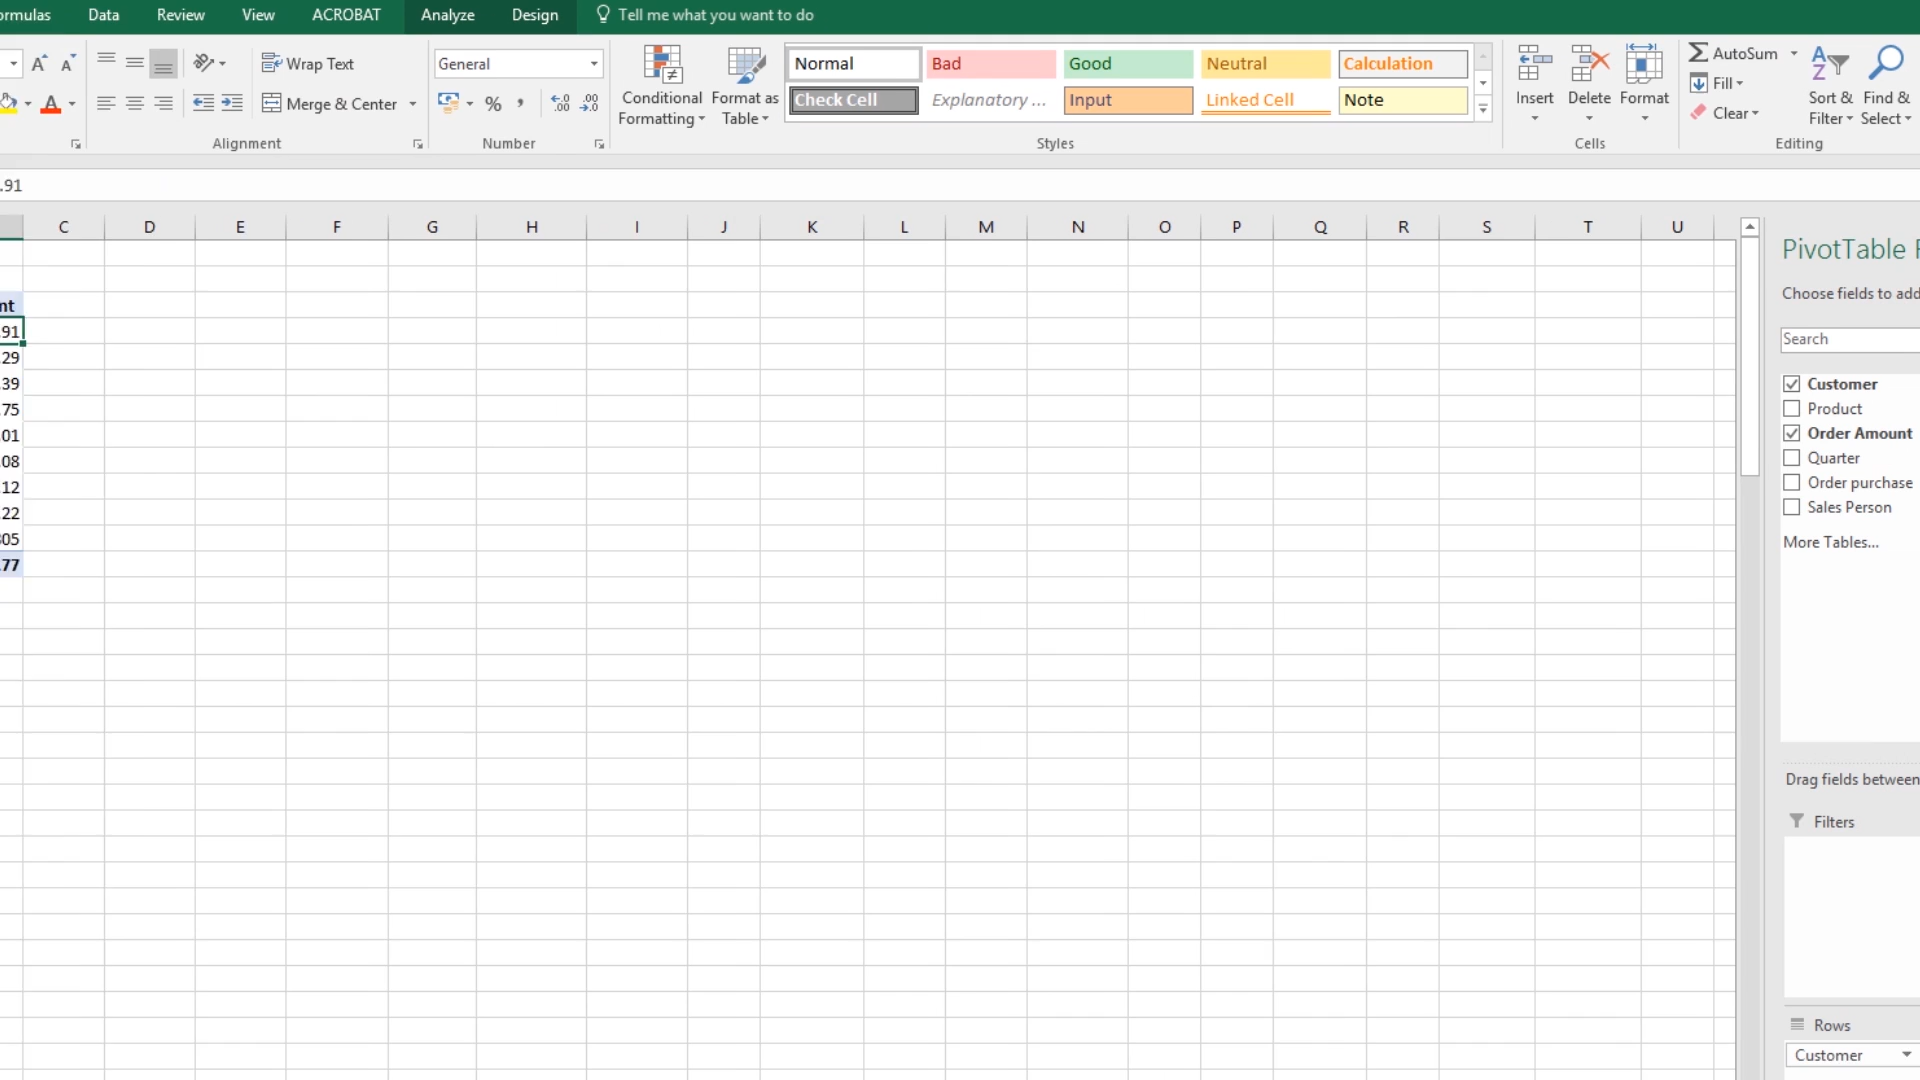 ormulas Data Review View ACROBAT Analyze Design Tell me what you want to do
Wrap Text
Merge & Center
General
%
Conditional Formatting
Format as Table
Normal Bad Good Neutral Calculation
Check Cell Explanatory ... Input Linked Cell Note
Insert Delete Format
AutoSum
Fill
Clear
Sort & Filter
Find & Select
Alignment Number Styles Cells Editing
.91
C D E F G H I J K L M N O P Q R S T U
nt
.91
.29
.39
.75
.01
.08
.12
.22
305
.77
PivotTable F
Choose fields to add
Search
Customer
Product
Order Amount
Quarter
Order purchase
Sales Person
More Tables...
Drag fields between
Filters
Rows
Customer